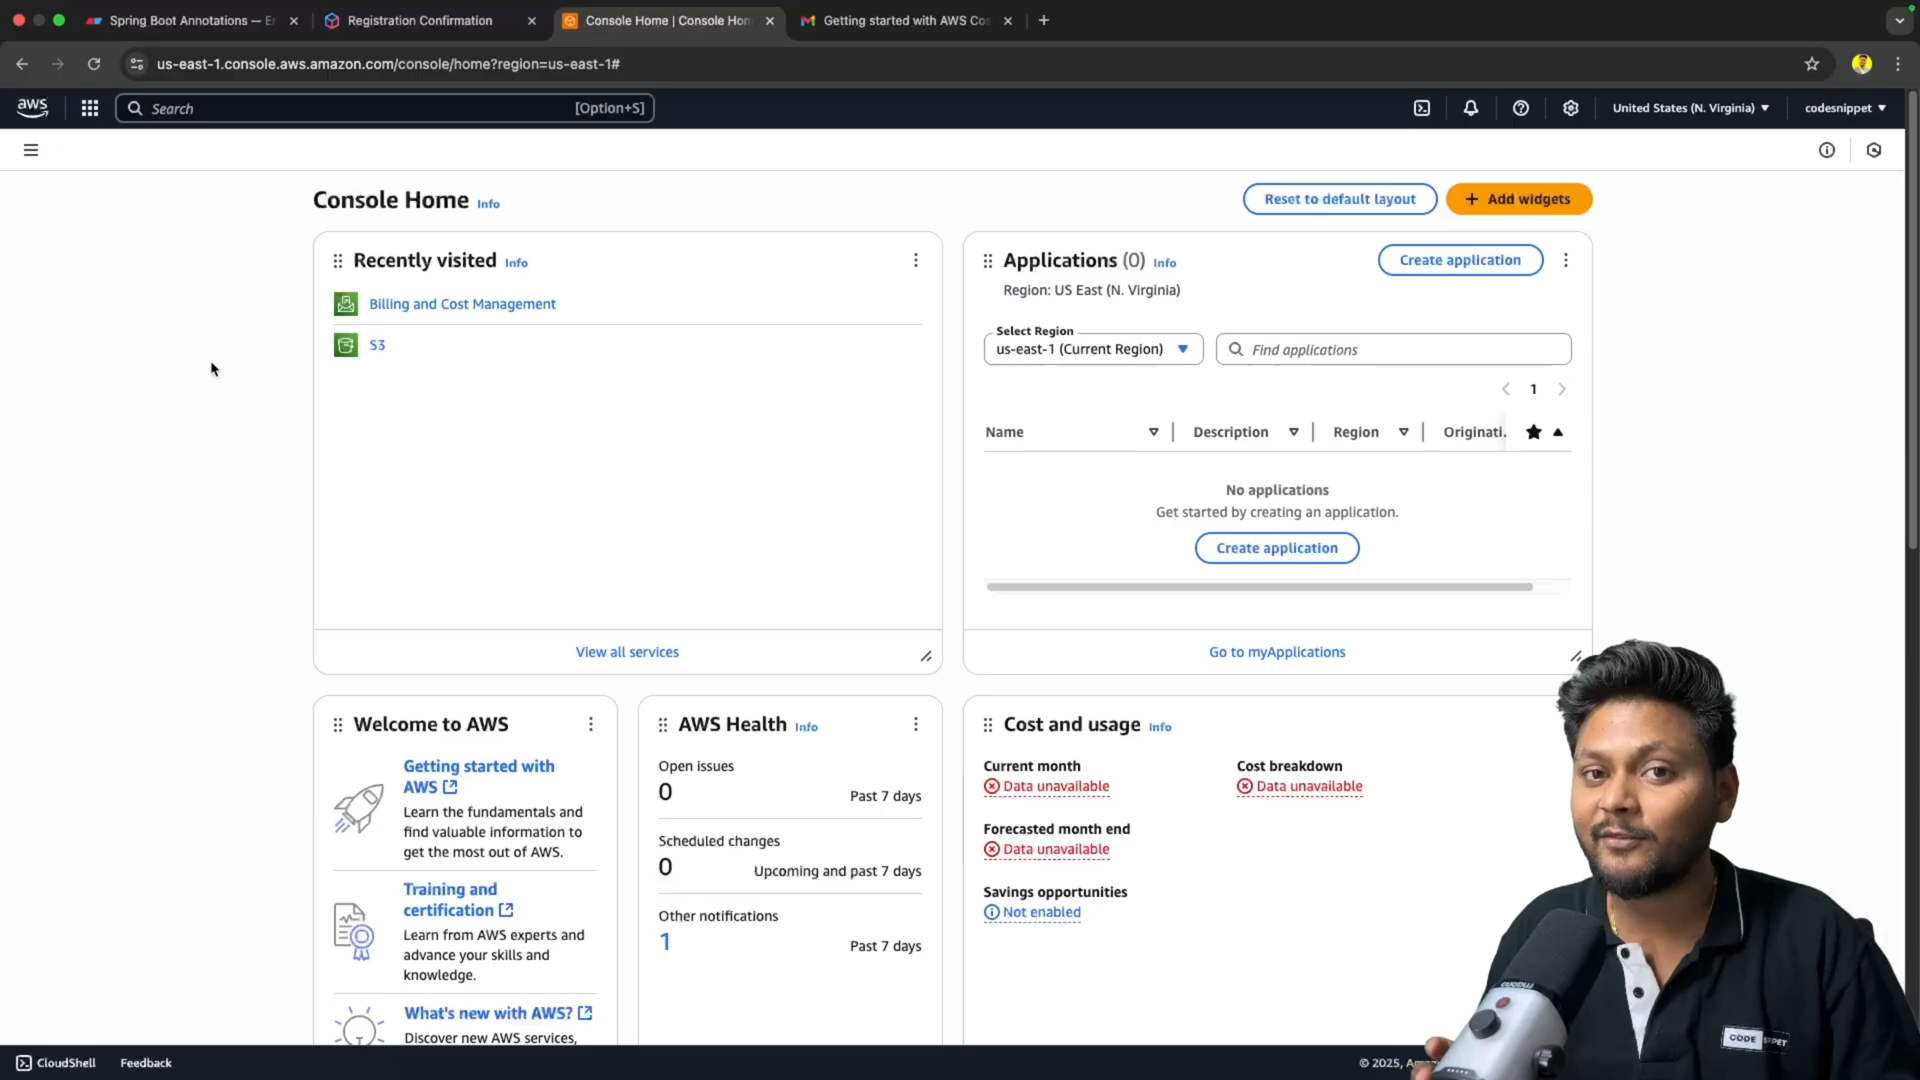 Spring Boot Annotations — E
Registration Confirmation
Console Home | Console Hom
Getting started with AWS Co
us-east-1.console.aws.amazon.com/console/home?region=us-east-1#
aws
Search
[Option+S]
United States (N. Virginia)
codesnippet
Console Home Info
Reset to default layout
Add widgets
Recently visited Info
Billing and Cost Management
S3
View all services
Applications (0) Info
Create application
Region: US East (N. Virginia)
Select Region
us-east-1 (Current Region)
Find applications
1
Name
Description
Region
Originati.
No applications
Get started by creating an application.
Create application
Go to myApplications
Welcome to AWS
Getting started with
AWS
Learn the fundamentals and
find valuable information to
get the most out of AWS.
Training and
certification
Learn from AWS experts and
advance your skills and
knowledge.
What's new with AWS?
Discover new AWS services,
AWS Health Info
Open issues
0
Past 7 days
Scheduled changes
0
Upcoming and past 7 days
Other notifications
1
Past 7 days
Cost and usage Info
Current month
Data unavailable
Cost breakdown
Data unavailable
Forecasted month end
Data unavailable
Savings opportunities
Not enabled
CloudShell
Feedback
© 2025,
CODE